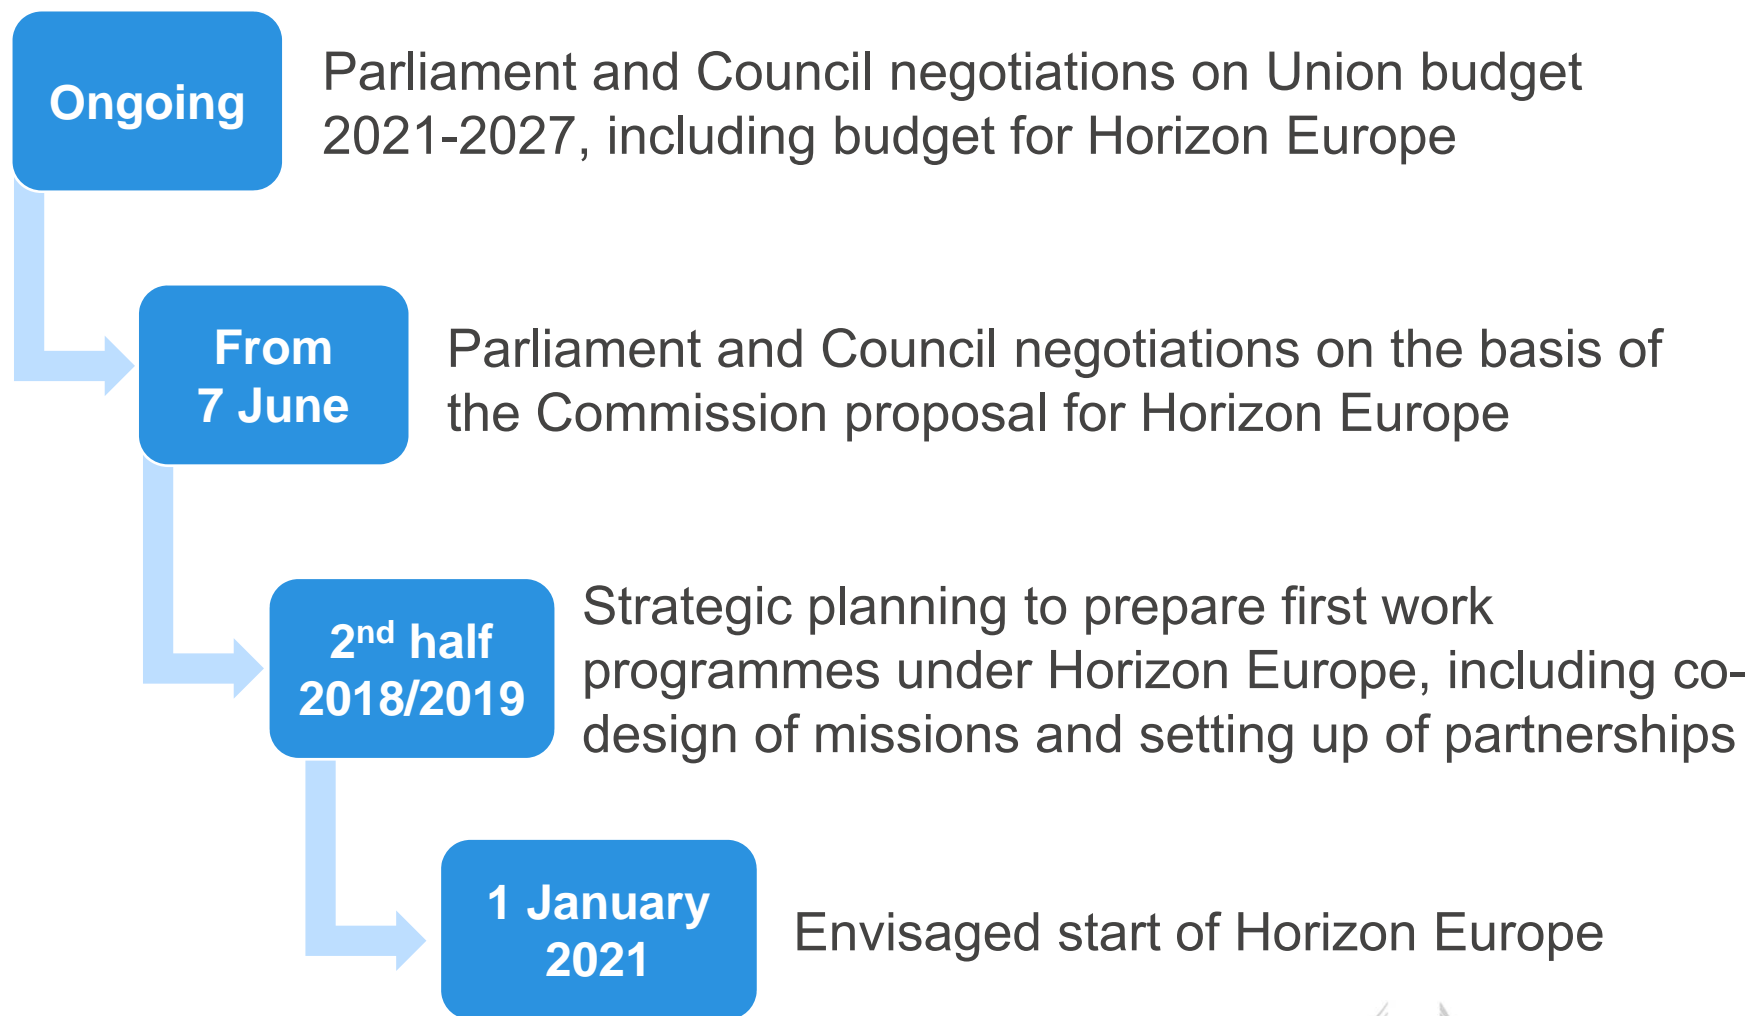 Ongoing
Parliament and Council negotiations on Union budget
2021-2027, including budget for Horizon Europe
From
7 June
Parliament and Council negotiations on the basis of
the Commission proposal for Horizon Europe
2nd half
2018/2019
Strategic planning to prepare first work
programmes under Horizon Europe, including co-
design of missions and setting up of partnerships
1 January
2021
Envisaged start of Horizon Europe